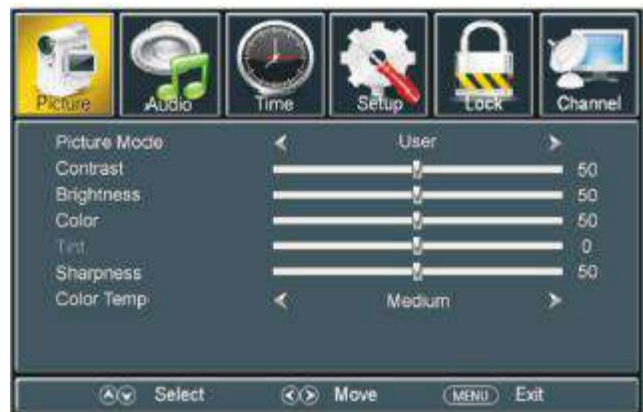 Picture Audio Time Setup Lock Channel
Picture Mode User
Contrast 50
Brightness 50
Color 50
Tint 0
Sharpness 50
Color Temp Medium
Select Move MENU Exit